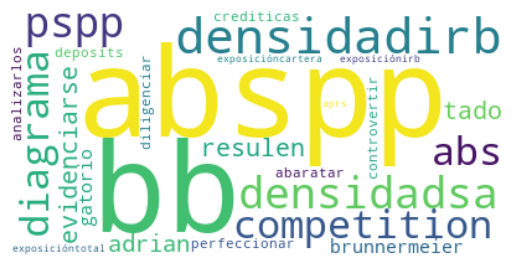 pspp
crediticas
densidadirb
deposits
exposicióncartera
exposiciónirb
abspp
aprs
analizarlos
diagrama
evidenciarse
gatorio
diligenciar
controvertir
tado
bb
resulen
abs
abaratar
densidadsa
competition
adrian
perfeccionar
brunnermeier
exposicióntotal